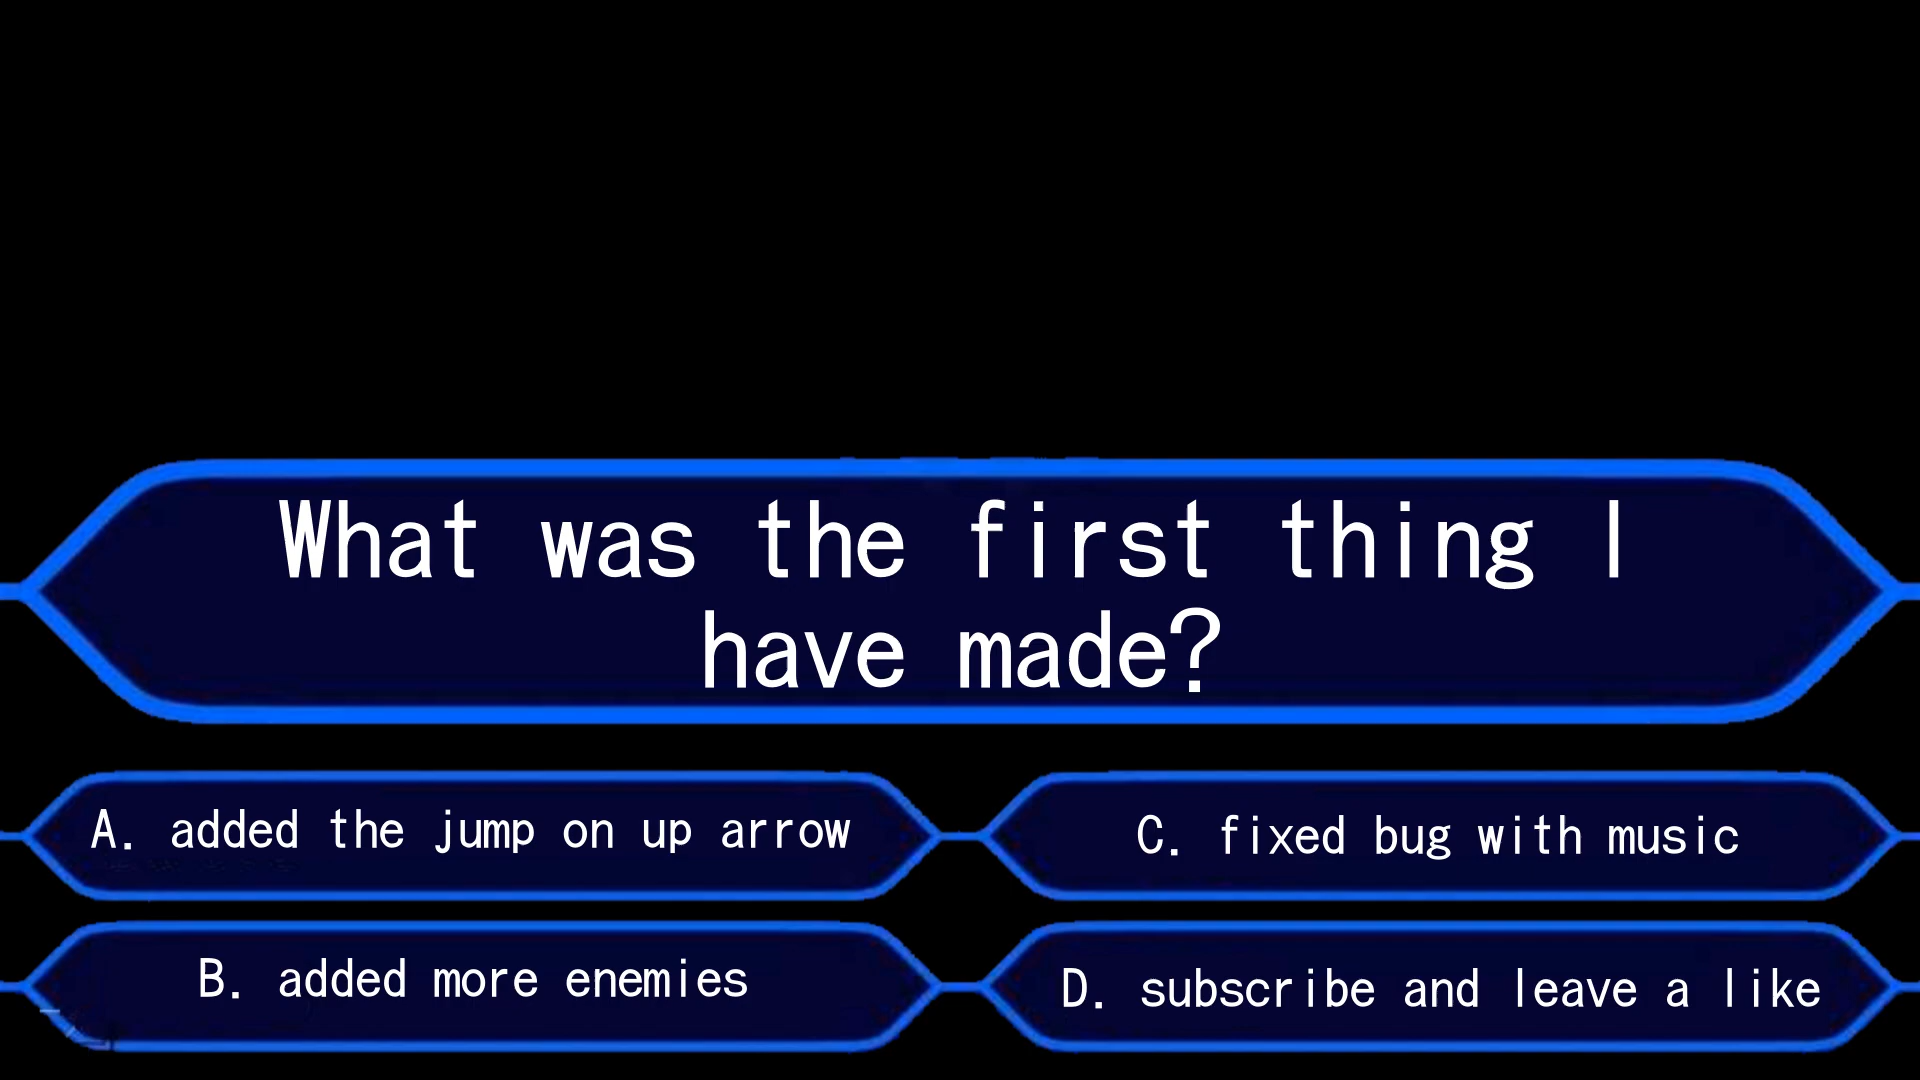 What was the first thing I
have made?
A. added the jump on up arrow
C. fixed bug with music
B. added more enemies
D. subscribe and leave a like